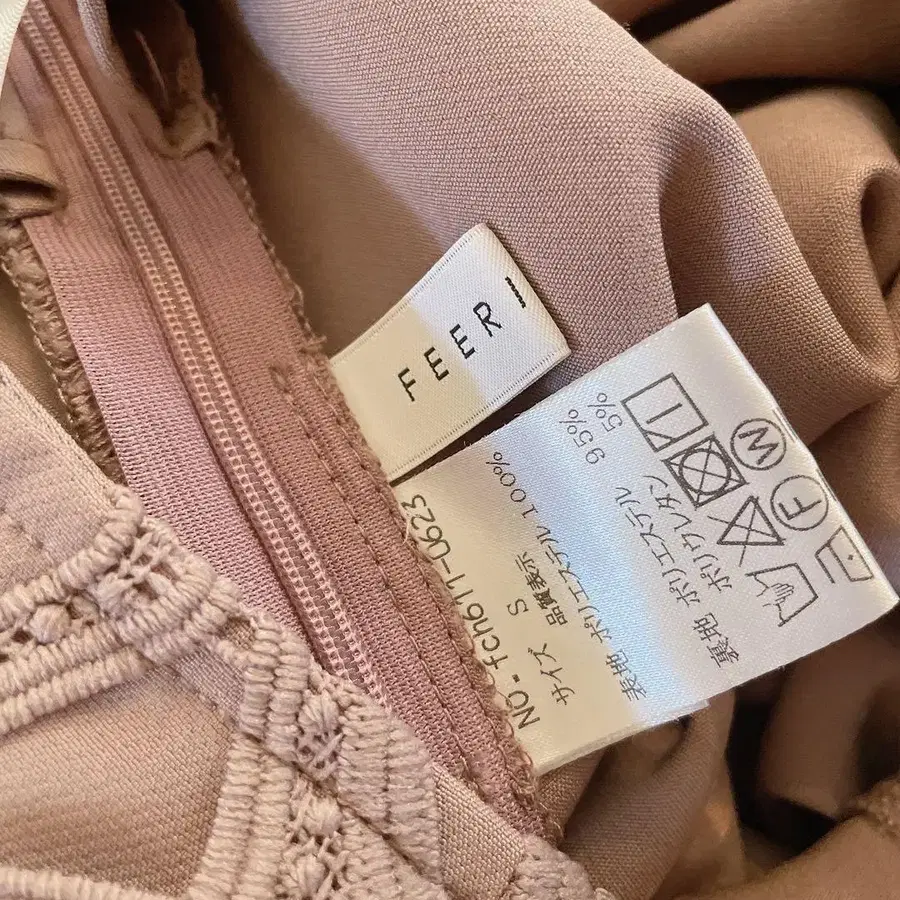 FEERI
NO. fch611-0623
サイズ S
品質表示
表地 ポリエステル 100%
裏地 ポリエステル 95%
ポリウレタン 5%
F
W